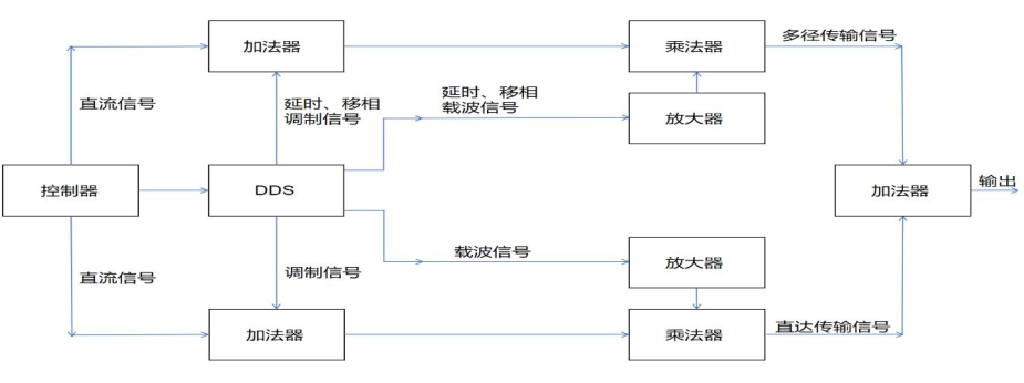 加法器
乘法器
多径传输信号
直流信号
延时、移相
调制信号
延时、移相
载波信号
放大器
控制器
DDS
加法器
输出
直流信号
调制信号
载波信号
放大器
加法器
乘法器
直达传输信号